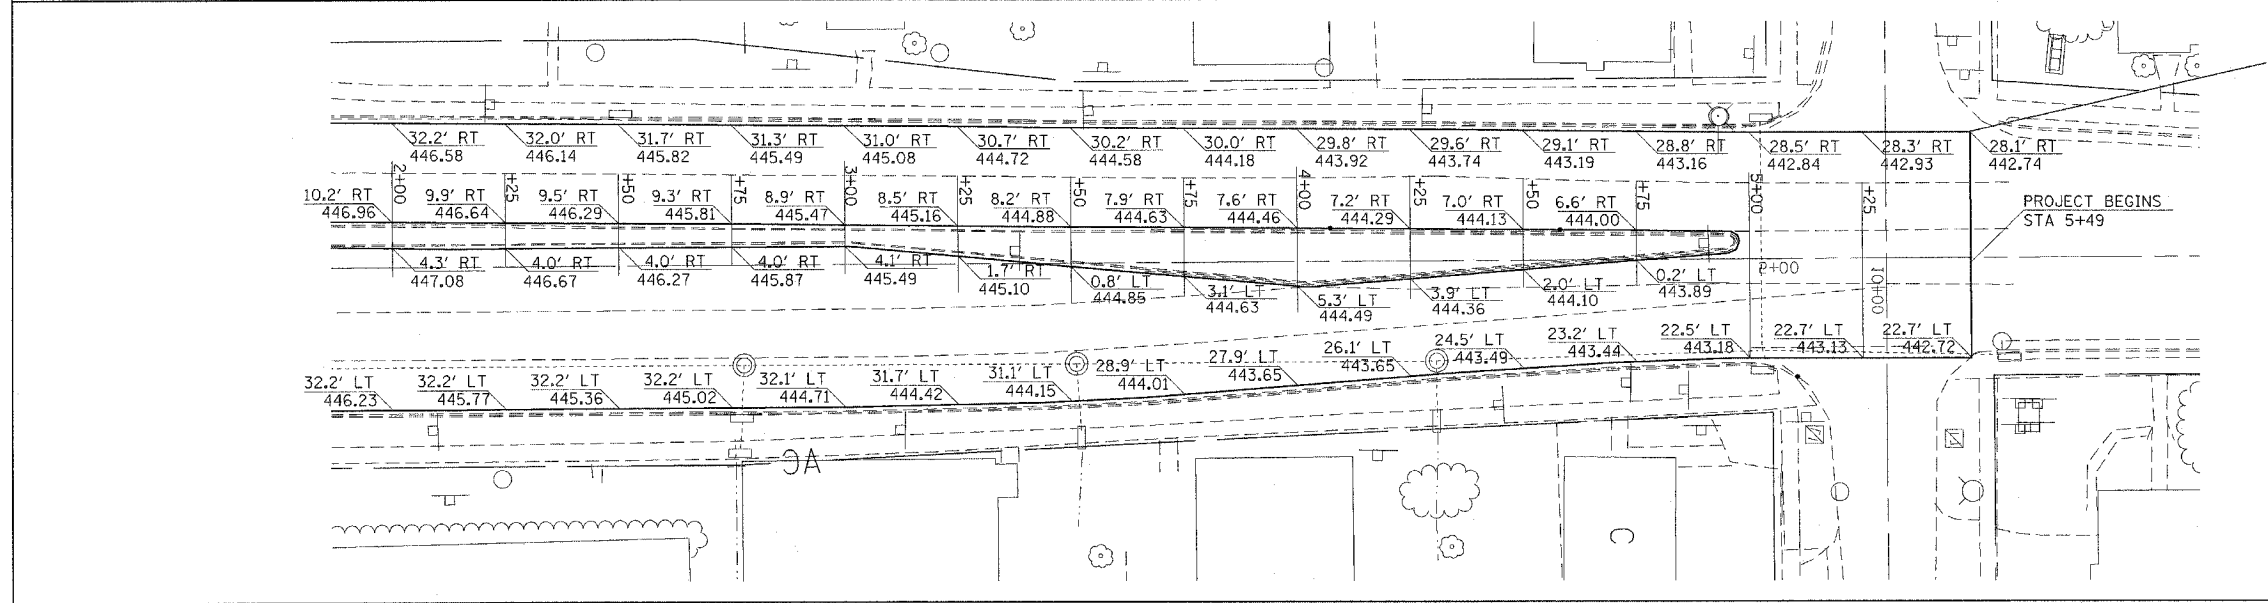 32.2' RT
446.58
32.0' RT
446.14
31.7' RT
445.82
31.3' RT
445.49
31.0' RT
445.08
30.7' RT
444.72
30.2' RT
444.58
30.0' RT
444.18
29.8' RT
443.92
29.6' RT
443.74
29.1' RT
443.19
28.8' RT
443.16
28.5' RT
442.84
28.3' RT
442.93
28.1' RT
442.74
2+00
+25
+50
+75
3+00
+25
+50
+75
4+00
+25
+50
+75
5+00
+25
10.2' RT
446.96
9.9' RT
446.64
9.5' RT
446.29
9.3' RT
445.81
8.9' RT
445.47
8.5' RT
445.16
8.2' RT
444.88
7.9' RT
444.63
7.6' RT
444.46
7.2' RT
444.29
7.0' RT
444.13
6.6' RT
444.00
PROJECT BEGINS
STA 5+49
4.3' RT
447.08
4.0' RT
446.67
4.0' RT
446.27
4.0' RT
445.87
4.1' RT
445.49
1.7' RT
445.10
0.8' LT
444.85
3.1' LT
444.63
5.3' LT
444.49
3.9' LT
444.36
2.0' LT
444.10
0.2' LT
443.89
10+00
32.2' LT
446.23
32.2' LT
445.77
32.2' LT
445.36
32.2' LT
445.02
32.1' LT
444.71
31.7' LT
444.42
31.1' LT
444.15
28.9' LT
444.01
27.9' LT
443.65
26.1' LT
443.65
24.5' LT
443.49
23.2' LT
443.44
22.5' LT
443.18
22.7' LT
443.13
22.7' LT
442.72
AC
C